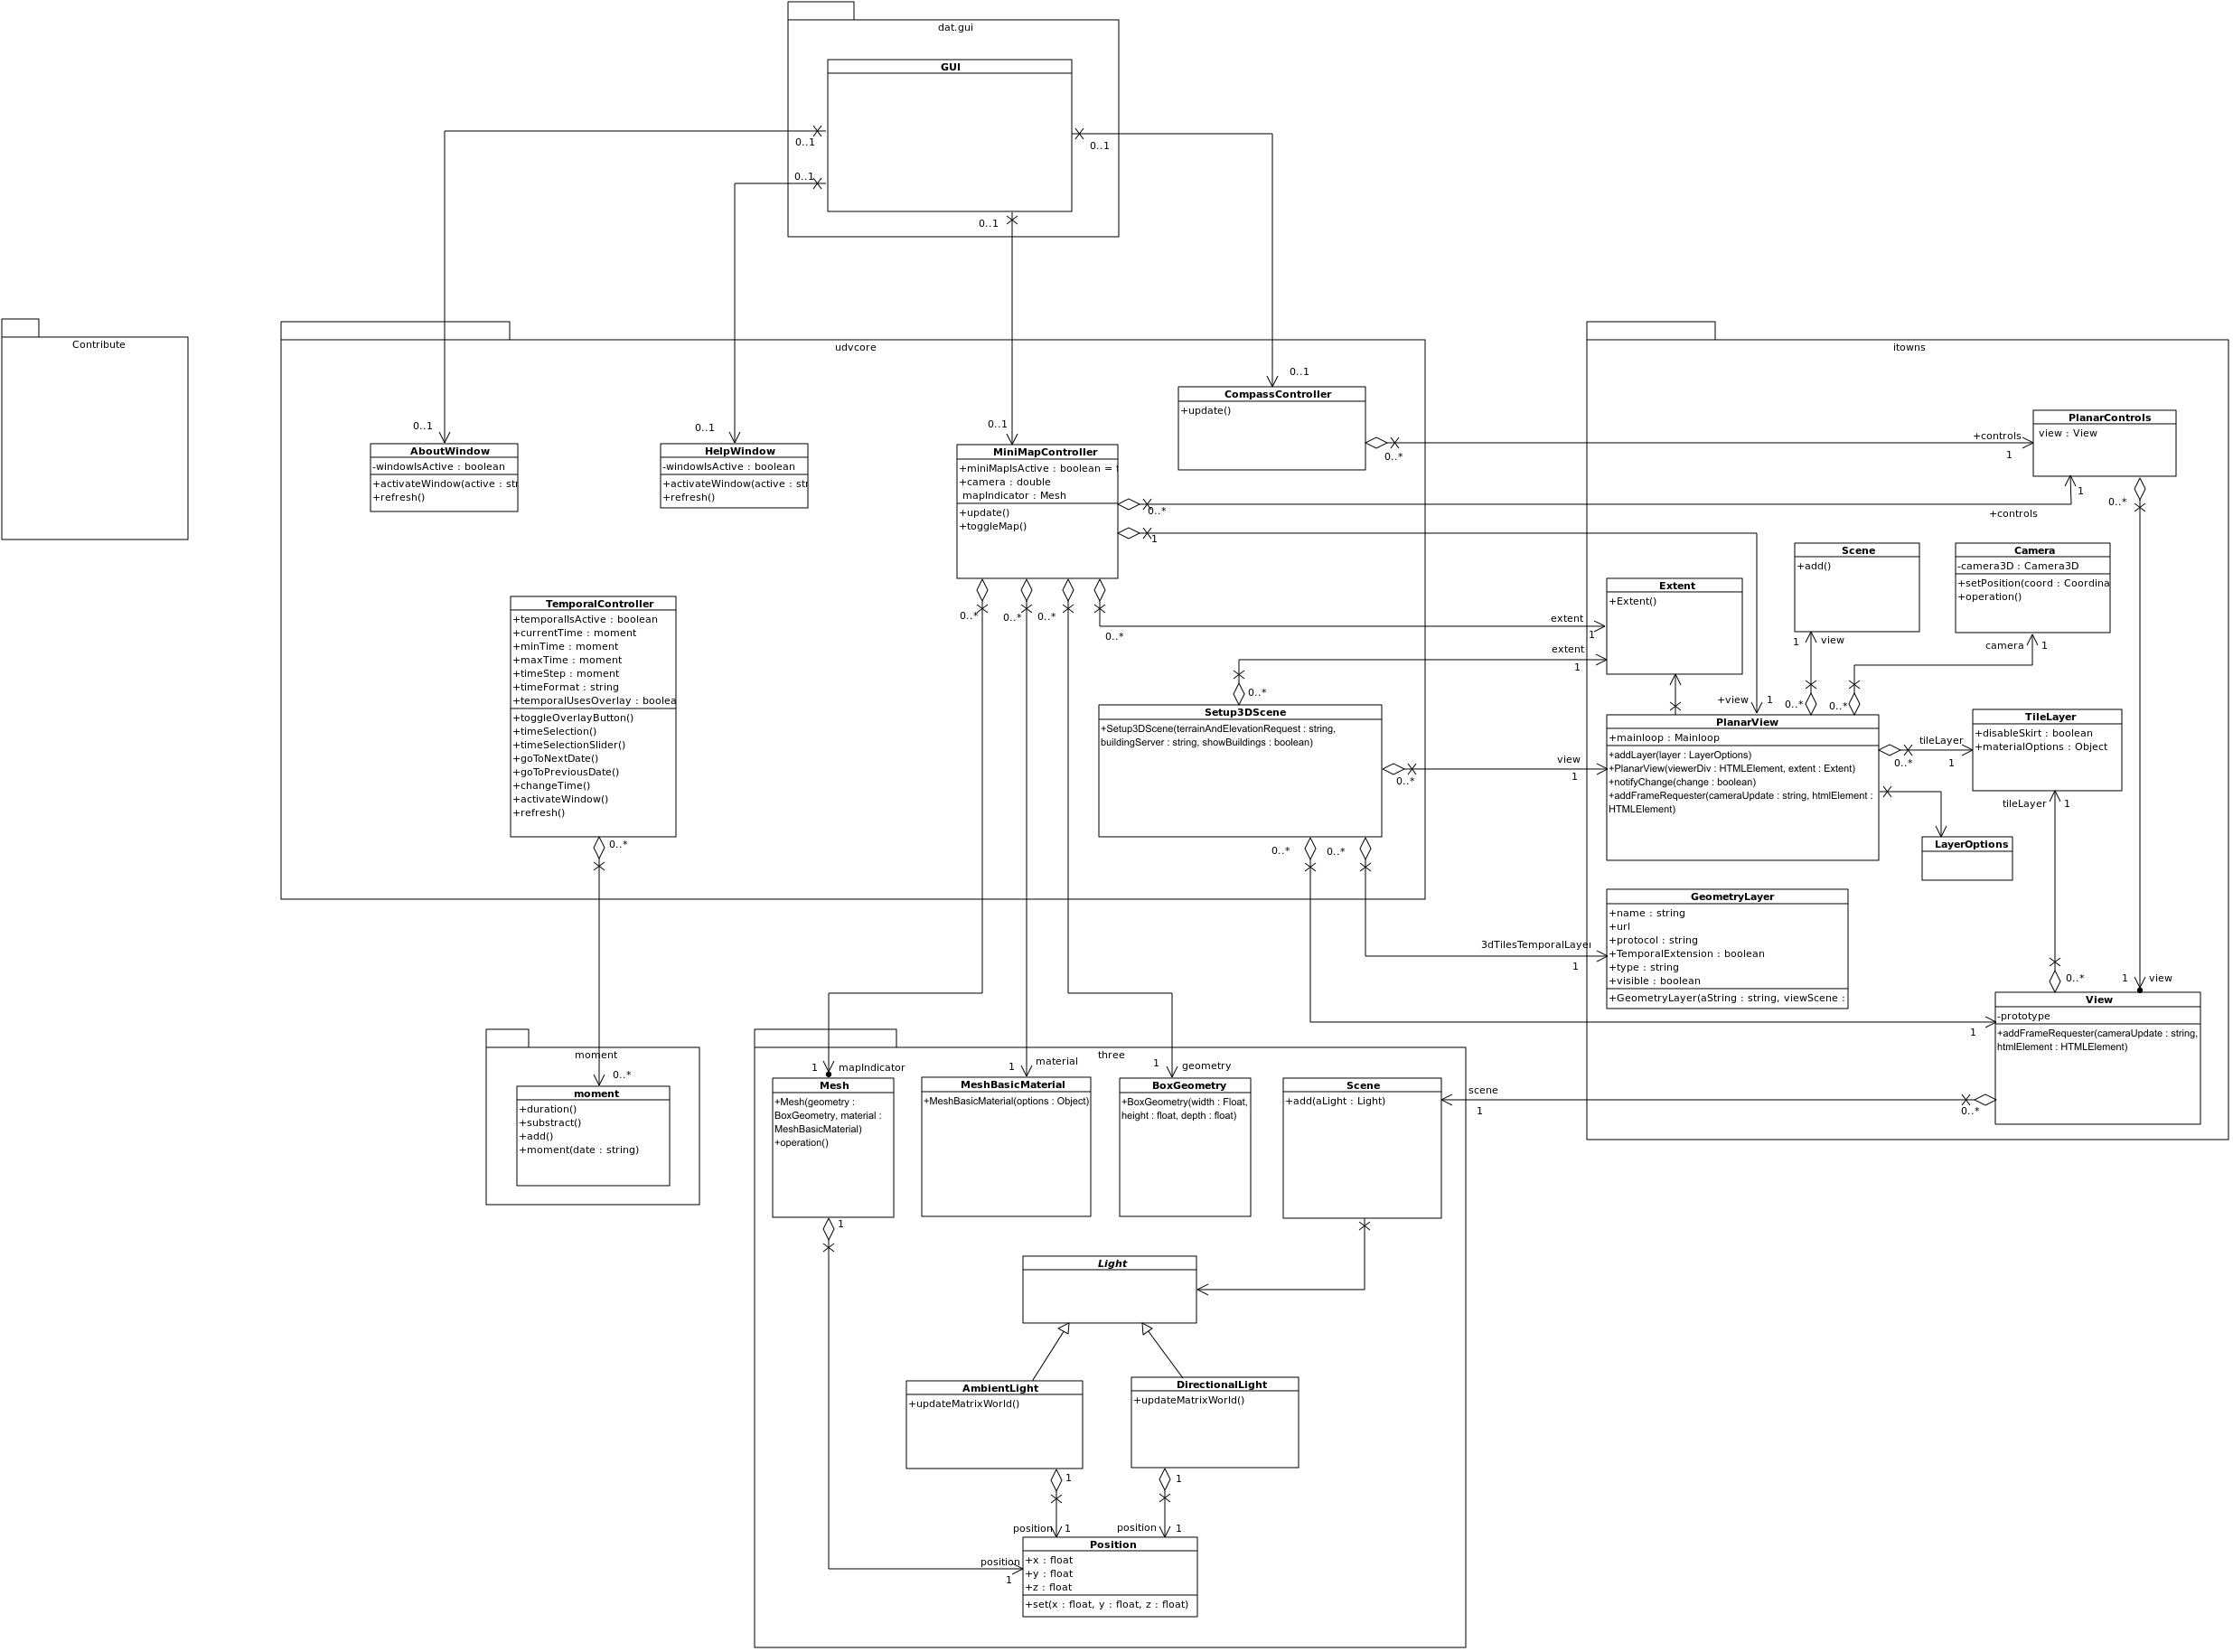 dat.gui
GUI
0..1
0..1
0..1
0..1
Contribute
udvcore
0..1
AboutWindow
-windowIsActive : boolean
+activateWindow(active : str
+refresh()
0..1
HelpWindow
-windowIsActive : boolean
+activateWindow(active : str
+refresh()
0..1
MiniMapController
+miniMapIsActive : boolean = f
+camera : double
mapIndicator : Mesh
+update()
+toggleMap()
0..*
1
0..*
0..*
0..*
0..*
0..1
CompassController
+update()
0..*
TemporalController
+temporalIsActive : boolean
+currentTime : moment
+minTime : moment
+maxTime : moment
+timeStep : moment
+timeFormat : string
+temporalUsesOverlay : boolea
+toggleOverlayButton()
+timeSelection()
+timeSelectionSlider()
+goToNextDate()
+goToPreviousDate()
+changeTime()
+activateWindow()
+refresh()
0..*
0..*
Setup3DScene
+Setup3DScene(terrainAndElevationRequest : string,
buildingServer : string, showBuildings : boolean)
0..*
0..*
0..*
itowns
+controls
1
PlanarControls
view : View
1
+controls
0..*
Scene
+add()
1
view
Camera
-camera3D : Camera3D
+setPosition(coord : Coordina
+operation()
camera
1
extent
1
Extent
+Extent()
extent
1
+view
1
0..*
0..*
PlanarView
+mainloop : Mainloop
+addLayer(layer : LayerOptions)
+PlanarView(viewerDiv : HTMLElement, extent : Extent)
+notifyChange(change : boolean)
+addFrameRequester(cameraUpdate : string, htmlElement :
HTMLElement)
view
1
tileLayer
0..*
1
TileLayer
+disableSkirt : boolean
+materialOptions : Object
tileLayer
1
LayerOptions
GeometryLayer
+name : string
+url
+protocol : string
+TemporalExtension : boolean
+type : string
+visible : boolean
+GeometryLayer(aString : string, viewScene :
3dTilesTemporalLayer
1
0..*
1
view
View
-prototype
+addFrameRequester(cameraUpdate : string,
htmlElement : HTMLElement)
1
0..*
scene
1
moment
0..*
moment
+duration()
+substract()
+add()
+moment(date : string)
three
1
mapIndicator
Mesh
+Mesh(geometry :
BoxGeometry, material :
MeshBasicMaterial)
+operation()
1
1
material
MeshBasicMaterial
+MeshBasicMaterial(options : Object)
1
geometry
BoxGeometry
+BoxGeometry(width : Float,
height : float, depth : float)
Scene
+add(aLight : Light)
Light
AmbientLight
+updateMatrixWorld()
1
DirectionalLight
+updateMatrixWorld()
1
position
1
position
1
position
1
Position
+x : float
+y : float
+z : float
+set(x : float, y : float, z : float)